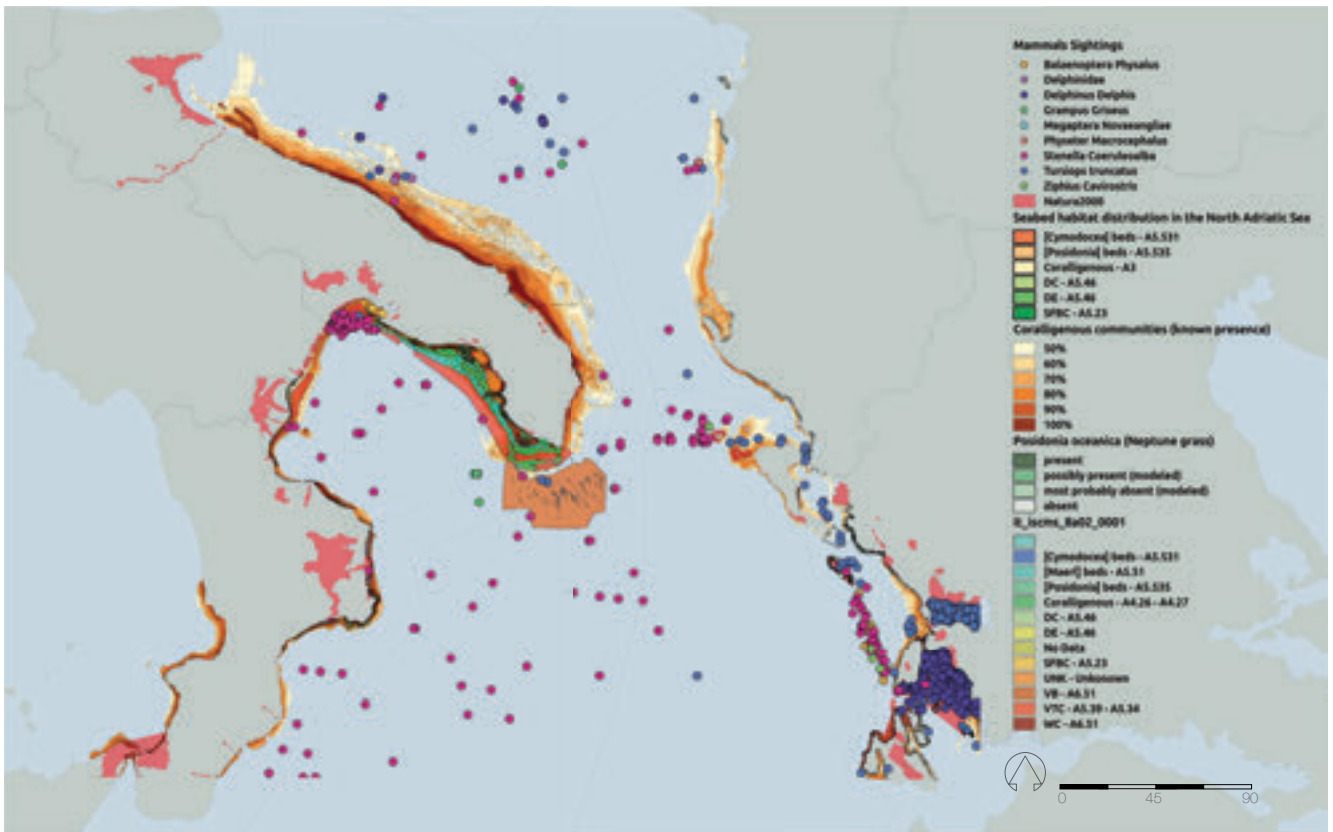 Mammals Sightings
Balaenoptera Physalus
Delphinidae
Delphinus Delphis
Grampus Griseus
Megaptera Novaeangliae
Physeter Macrocephalus
Stenella Coeruleoalba
Tursiops truncatus
Ziphius Cavirostris
Natura2000
Seabed habitat distribution in the North Adriatic Sea
[Cymodocea] beds - A5.531
[Posidonia] beds - A5.535
Coralligenous - A3
DC - A5.46
DE - A5.46
SFBC - A5.23
Coralligenous communities (known presence)
50%
60%
70%
80%
90%
100%
Posidonia oceanica (Neptune grass)
present
possibly present (modeled)
most probably absent (modeled)
absent
it_iscms_8a02_0001
[Cymodocea] beds - A5.531
[Maerl] beds - A5.51
[Posidonia] beds - A5.535
Coralligenous - A4.26 - A4.27
DC - A5.46
DE - A5.46
No Data
SFBC - A5.23
UNK - Unkonown
VB - A6.51
VTC - A5.39 - A5.34
WC - A6.51
0 45 90